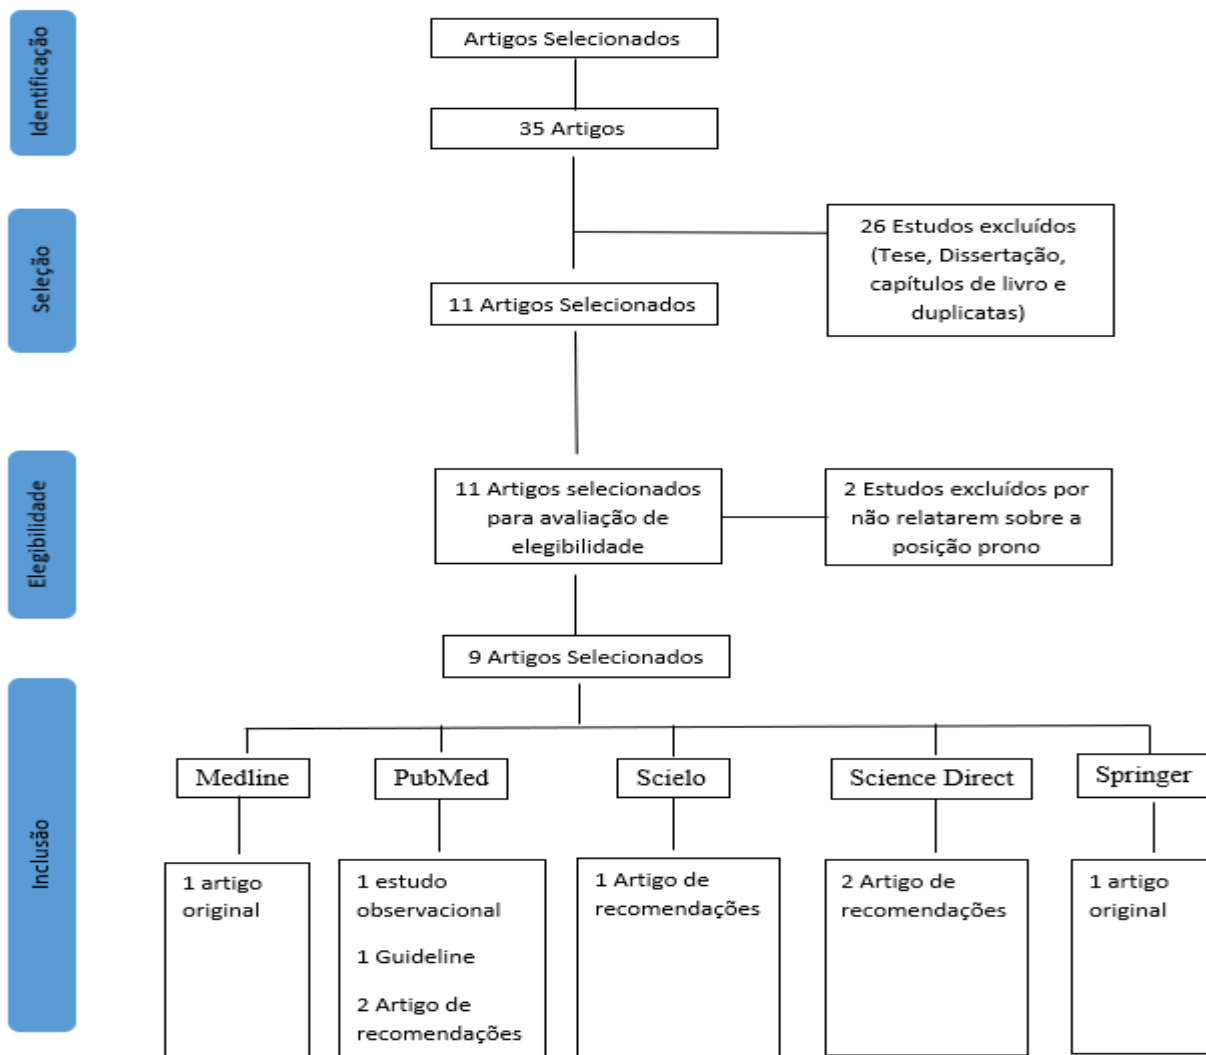 Identificação
Artigos Selecionados
35 Artigos
Seleção
26 Estudos excluídos
(Tese, Dissertação,
capítulos de livro e
duplicatas)
11 Artigos Selecionados
Elegibilidade
11 Artigos selecionados
para avaliação de
elegibilidade
2 Estudos excluídos por
não relatarem sobre a
posição prono
9 Artigos Selecionados
Inclusão
Medline
PubMed
Scielo
Science Direct
Springer
1 artigo
original
1 estudo
observacional
1 Guideline
2 Artigo de
recomendações
1 Artigo de
recomendações
2 Artigo de
recomendações
1 artigo
original